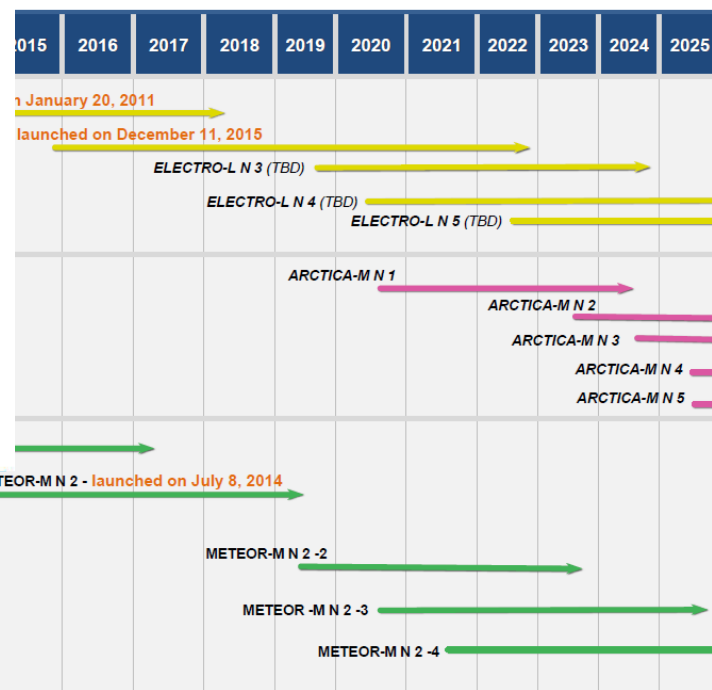 2015 2016 2017 2018 2019 2020 2021 2022 2023 2024 2025
n January 20, 2011
launched on December 11, 2015
ELECTRO-L N 3 (TBD)
ELECTRO-L N 4 (TBD)
ELECTRO-L N 5 (TBD)
ARCTICA-M N 1
ARCTICA-M N 2
ARCTICA-M N 3
ARCTICA-M N 4
ARCTICA-M N 5
TEOR-M N 2 - launched on July 8, 2014
METEOR-M N 2 -2
METEOR -M N 2 -3
METEOR-M N 2 -4